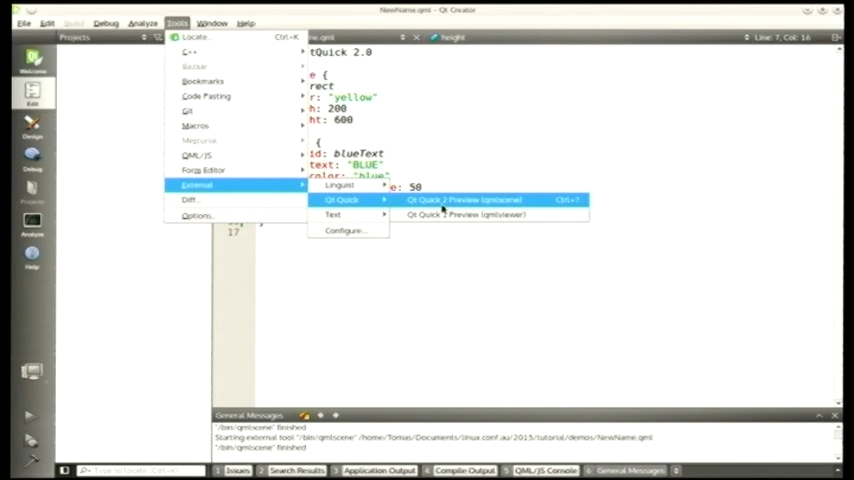 NewName.qml - Qt Creator
File Edit Build Debug Analyze Tools Window Help
Projects
.qml
height
Line: 7, Col: 16
Welcome
Edit
Design
Debug
Projects
Analyze
Help
Locate... Ctrl+K
C++
Bazaar
Bookmarks
Code Pasting
Git
Macros
Mercurial
QML/JS
Form Editor
External
Diff...
Options...
Linguist
Qt Quick
Text
Configure...
Qt Quick 2 Preview (qmlscene) Ctrl+?
Qt Quick 2 Preview (qmlviewer)
tQuick 2.0
e {
rect
r: "yellow"
h: 200
ht: 600
{
id: blueText
text: "BLUE"
color: "blue"
e: 50
17
General Messages
"/bin/qmlscene" finished
Starting external tool "/bin/qmlscene" /home/Tomas/Documents/linux.conf.au/2015/tutorial/demos/NewName.qml
"/bin/qmlscene" finished
Type to locate (Ctrl+K)
1 Issues 2 Search Results 3 Application Output 4 Compile Output 5 QML/JS Console 6 General Messages